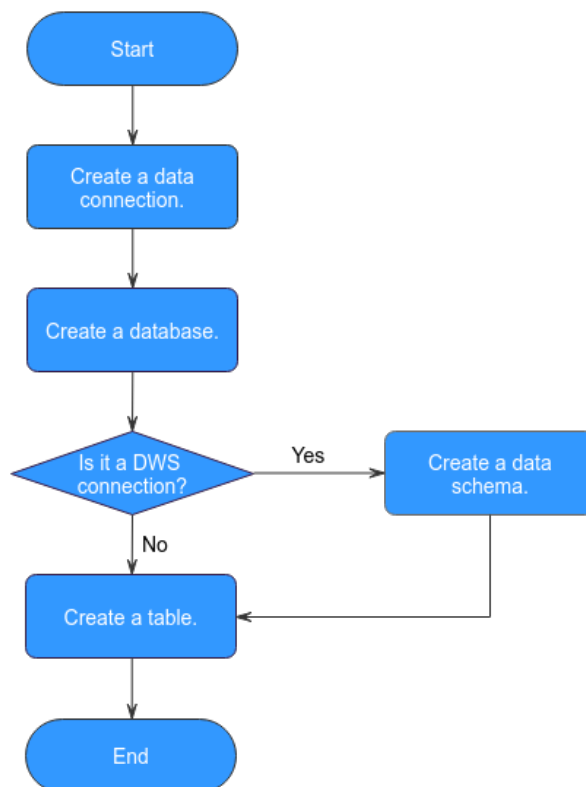 Start
Create a data
connection.
Create a database.
Is it a DWS
connection?
Yes
Create a data
schema.
No
Create a table.
End